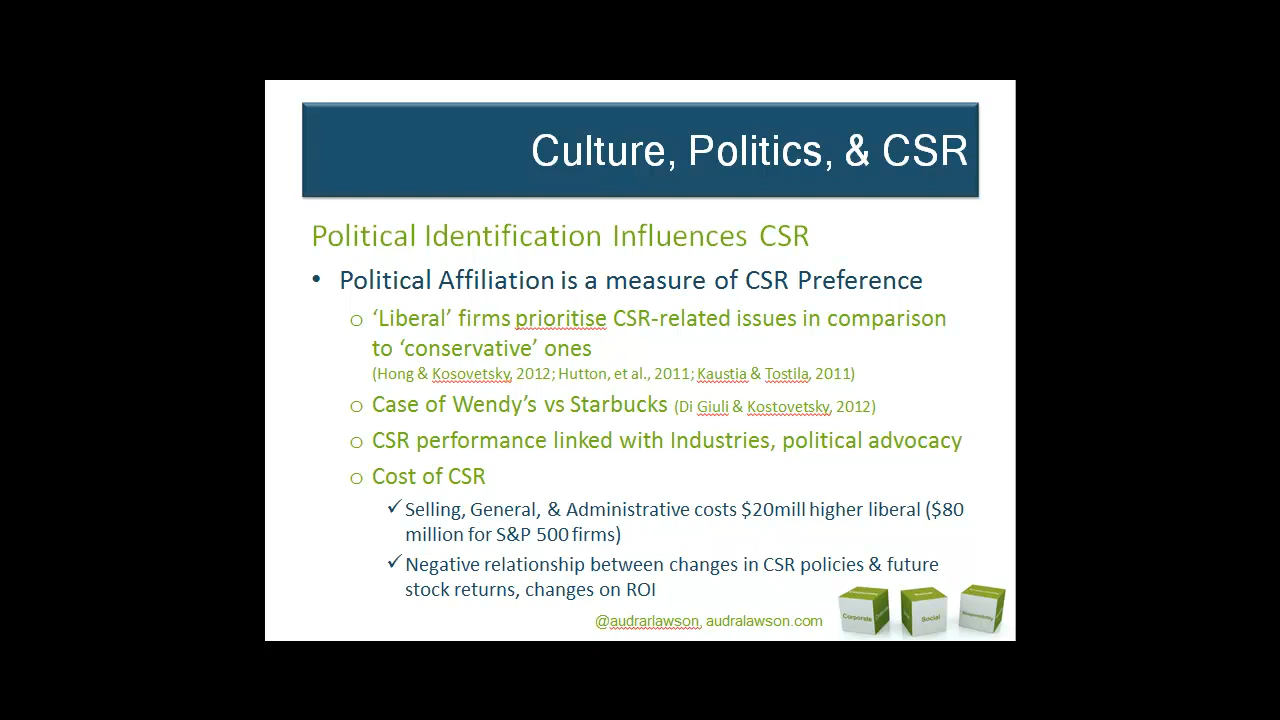 Culture, Politics, & CSR
Political Identification Influences CSR
• Political Affiliation is a measure of CSR Preference
o ‘Liberal’ firms prioritise CSR-related issues in comparison
to ‘conservative’ ones
(Hong & Kosovetsky, 2012; Hutton, et al., 2011; Kaustia & Tostila, 2011)
o Case of Wendy’s vs Starbucks (Di Giuli & Kostovetsky, 2012)
o CSR performance linked with Industries, political advocacy
o Cost of CSR
✓ Selling, General, & Administrative costs $20mill higher liberal ($80
million for S&P 500 firms)
✓ Negative relationship between changes in CSR policies & future
stock returns, changes on ROI
@audrarlawson, audralawson.com
Corporate
Social
Responsibility